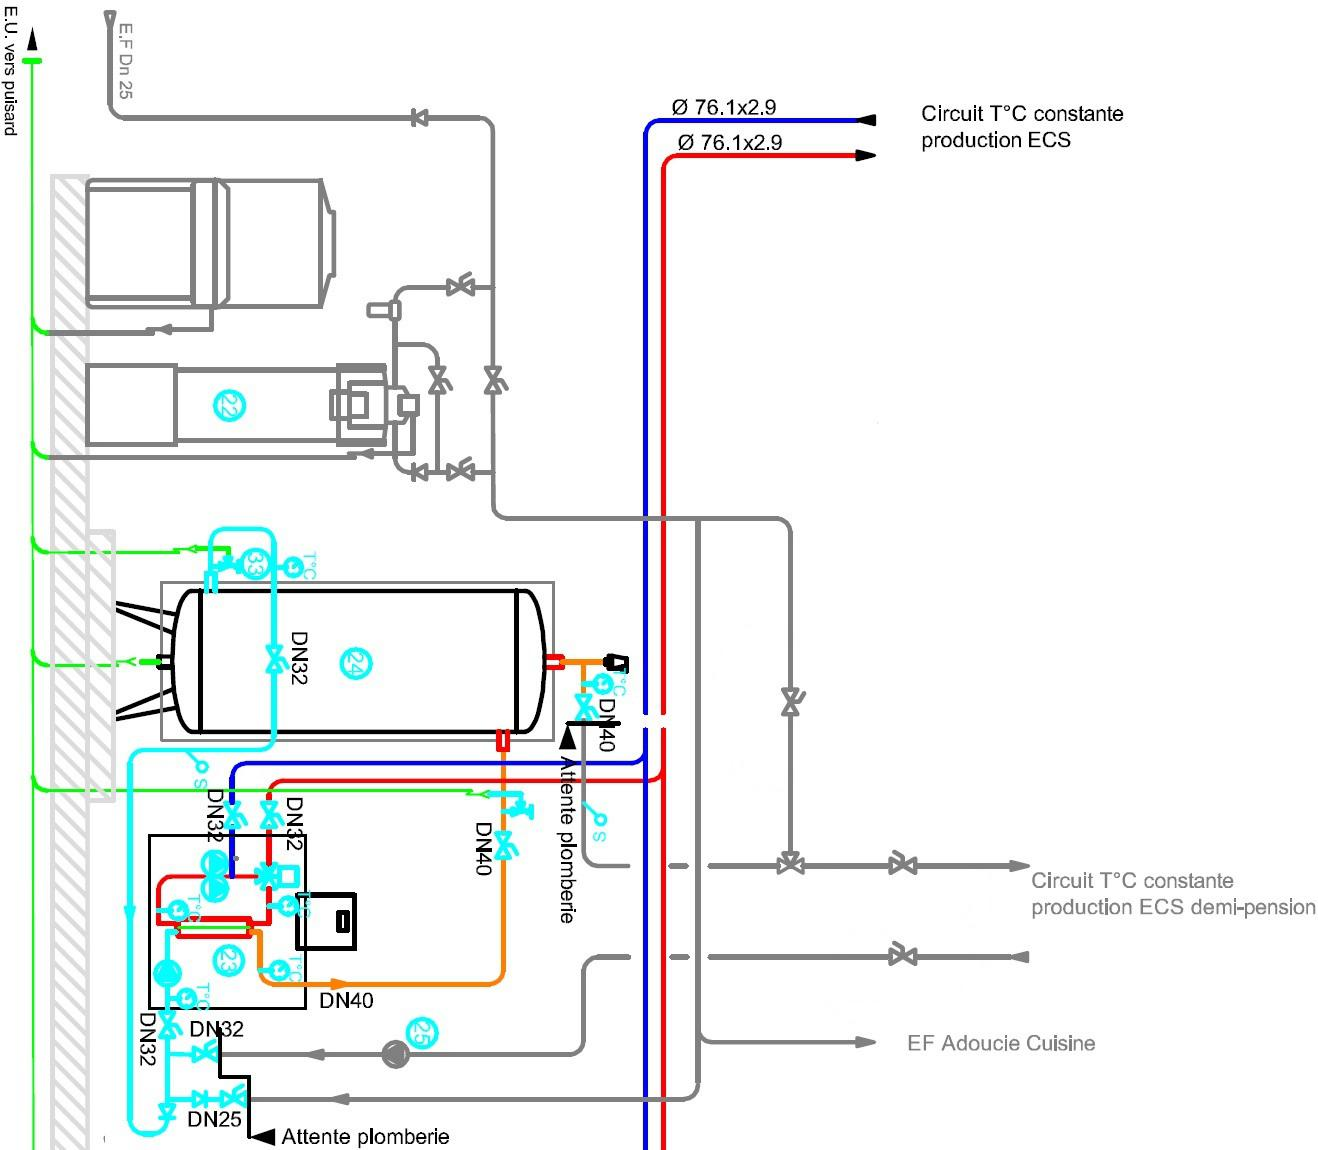 E.U. vers puisard
E.F Dn 25
Ø 76.1x2.9
Circuit T°C constante
production ECS
Ø 76.1x2.9
22
33
T°C
DN32
24
T°C
DN40
Attente plomberie
S
DN32
DN32
DN40
S
T°C
T°C
23
T°C
T°C
DN40
DN32
DN32
25
DN25
Attente plomberie
Circuit T°C constante
production ECS demi-pension
EF Adoucie Cuisine